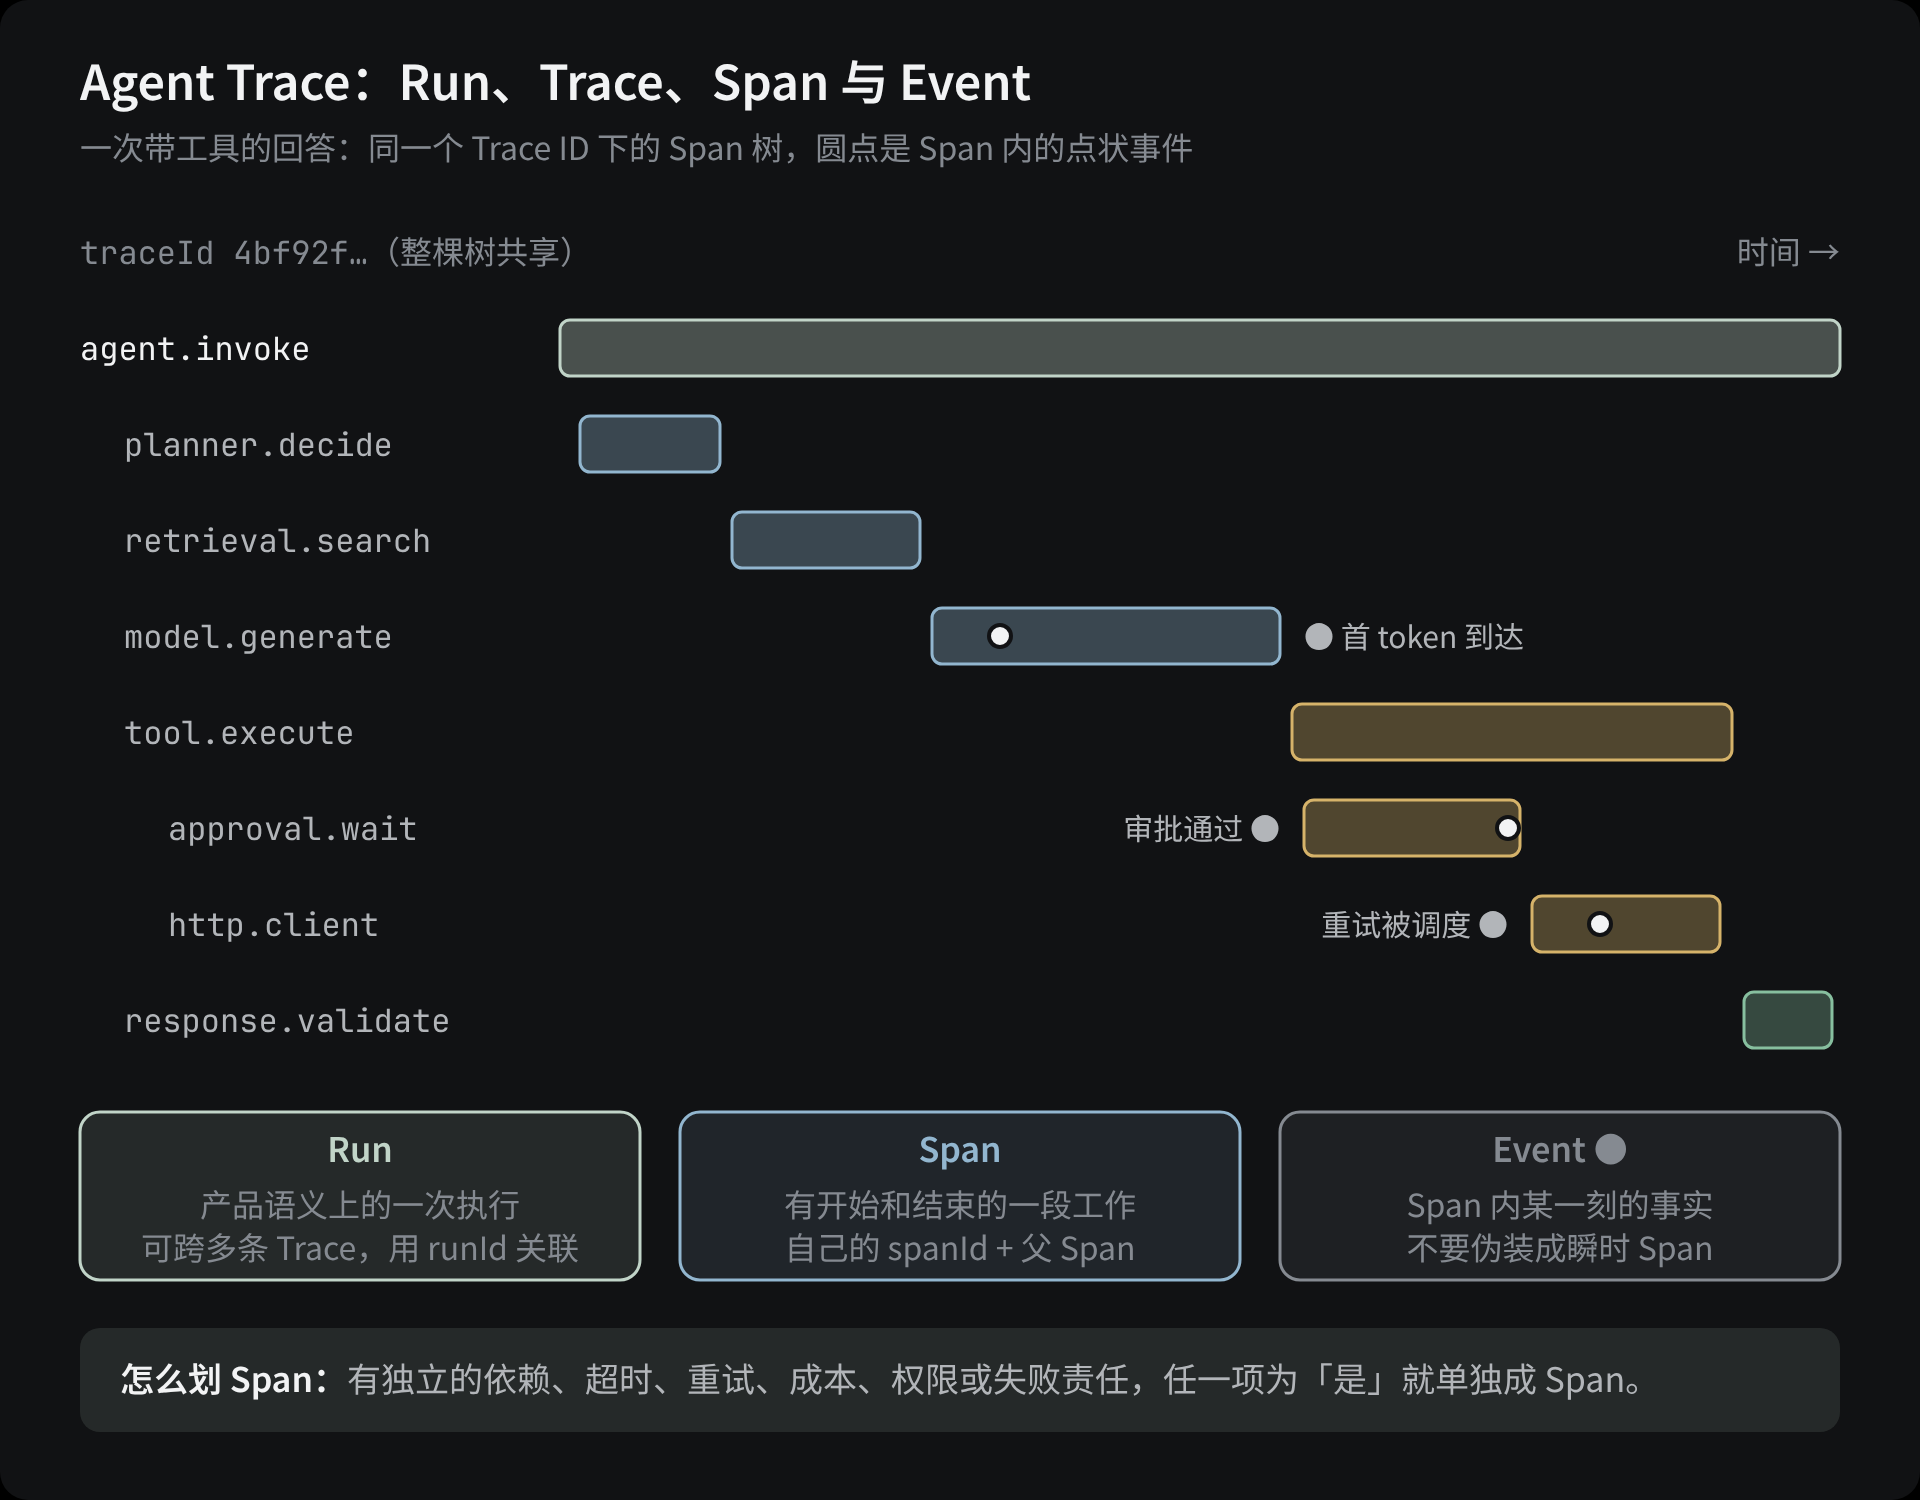 Agent Trace：Run、Trace、Span 与 Event
一次带工具的回答：同一个 Trace ID 下的 Span 树，圆点是 Span 内的点状事件
traceId 4bf92f…（整棵树共享）
时间 →
agent.invoke
planner.decide
retrieval.search
model.generate
首 token 到达
tool.execute
approval.wait
审批通过
http.client
重试被调度
response.validate
Run
产品语义上的一次执行
可跨多条 Trace，用 runId 关联
Span
有开始和结束的一段工作
自己的 spanId + 父 Span
Event
Span 内某一刻的事实
不要伪装成瞬时 Span
怎么划 Span：有独立的依赖、超时、重试、成本、权限或失败责任，任一项为「是」就单独成 Span。